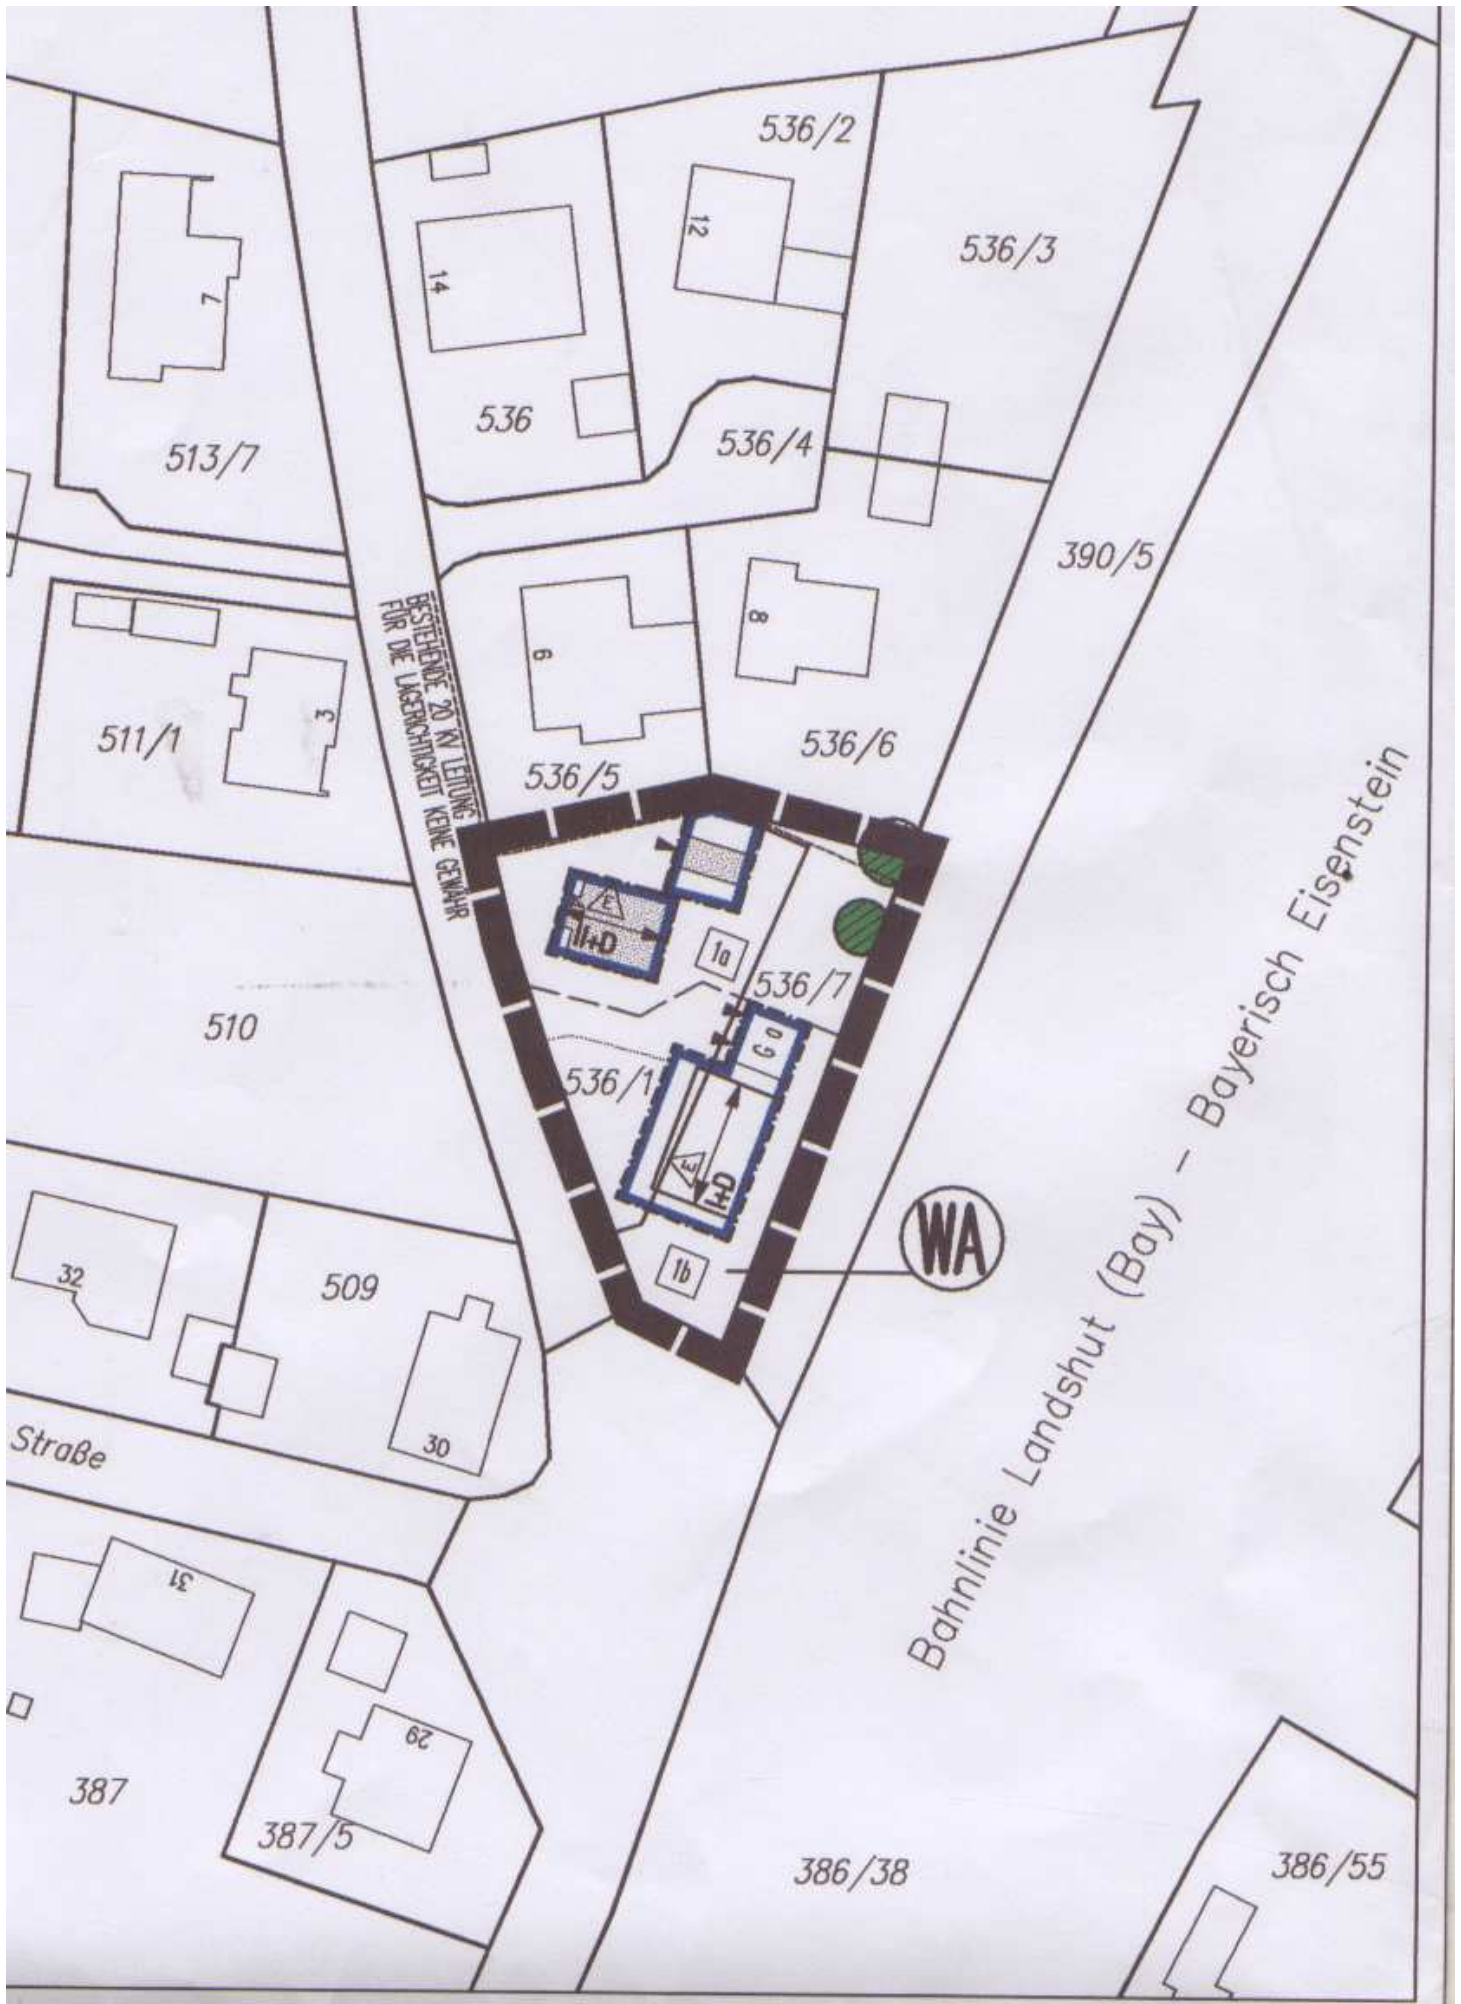 536/2
12
536/3
14
7
536
536/4
513/7
390/5
BESTEHENDE 20 KV LEITUNG
FÜR DIE LAGERICHTIGKEIT KEINE GEWÄHR
6
8
3
511/1
536/5
536/6
E
II+D
1a
536/7
510
Ga
536/1
E
I+D
WA
1b
Bahnlinie Landshut (Bay) – Bayerisch Eisenstein
32
509
30
Straße
31
29
387
387/5
386/38
386/55